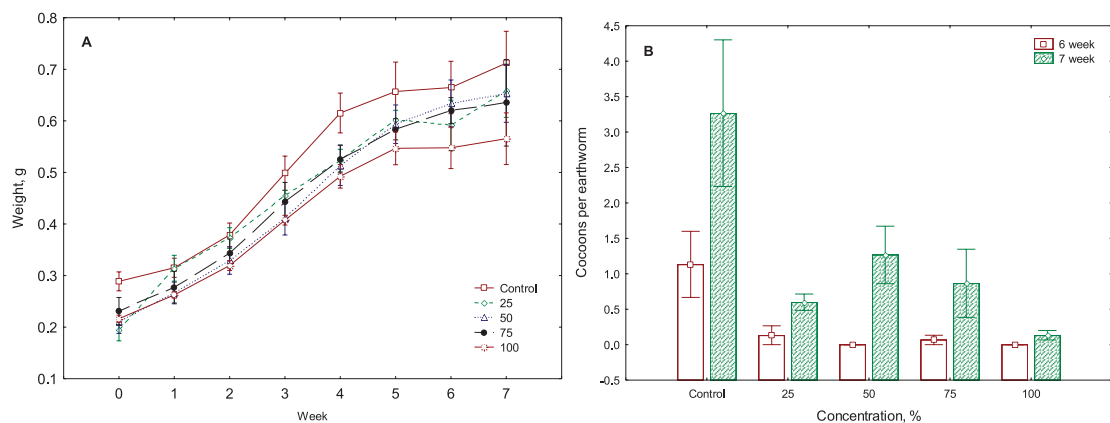 A
Weight, g
0.8
0.7
0.6
0.5
0.4
0.3
0.2
0.1
0 1 2 3 4 5 6 7
Week
Control
25
50
75
100
B
Cocoons per earthworm
4.5
4.0
3.5
3.0
2.5
2.0
1.5
1.0
0.5
0.0
-0.5
Control 25 50 75 100
Concentration, %
6 week
7 week